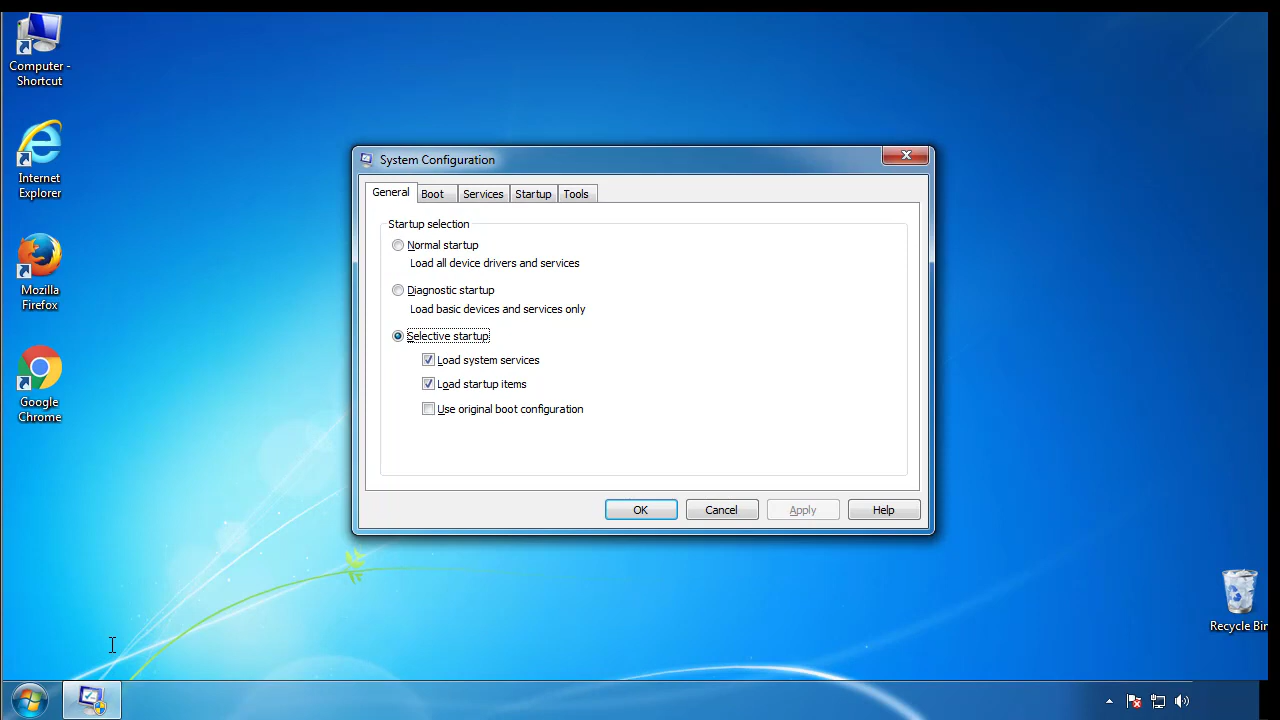 Computer -
Shortcut
Internet
Explorer
Mozilla
Firefox
Google
Chrome
System Configuration
General Boot Services Startup Tools
Startup selection
Normal startup
Load all device drivers and services
Diagnostic startup
Load basic devices and services only
Selective startup
Load system services
Load startup items
Use original boot configuration
OK Cancel Apply Help
Recycle Bin